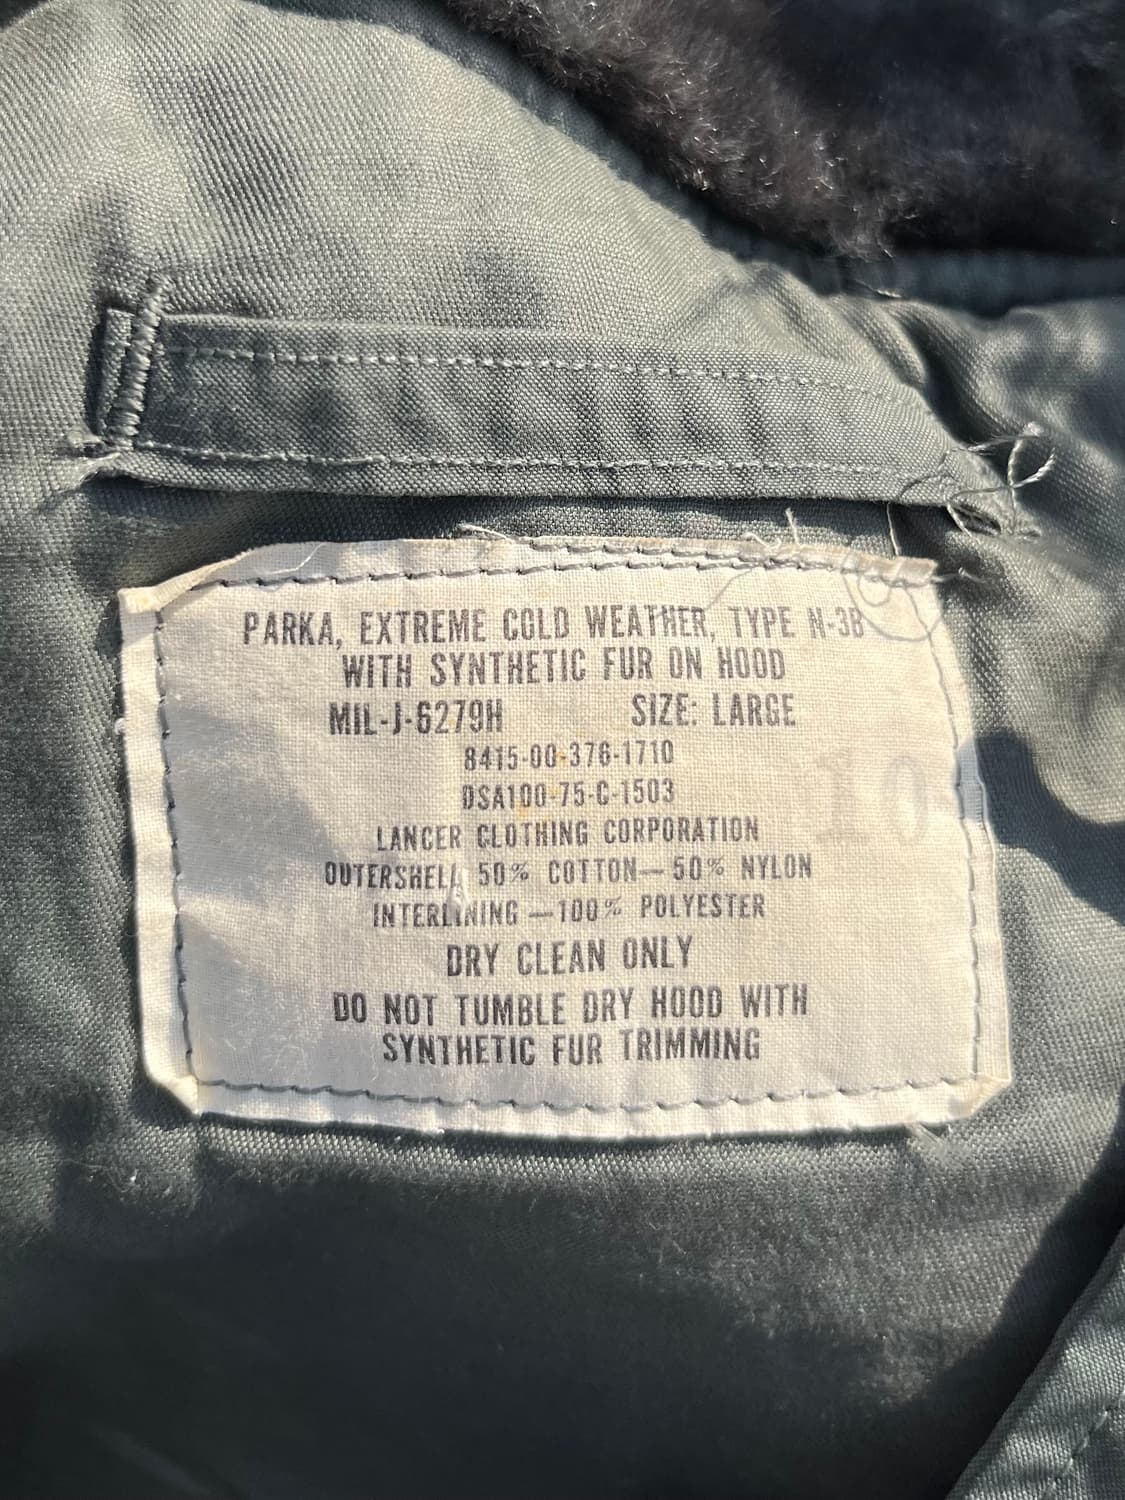 PARKA, EXTREME COLD WEATHER, TYPE N-3B
WITH SYNTHETIC FUR ON HOOD
MIL-J-6279H SIZE: LARGE
8415-00-376-1710
DSA100-75-C-1503
10
LANCER CLOTHING CORPORATION
OUTERSHELL 50% COTTON—50% NYLON
INTERLINING —100% POLYESTER
DRY CLEAN ONLY
DO NOT TUMBLE DRY HOOD WITH
SYNTHETIC FUR TRIMMING